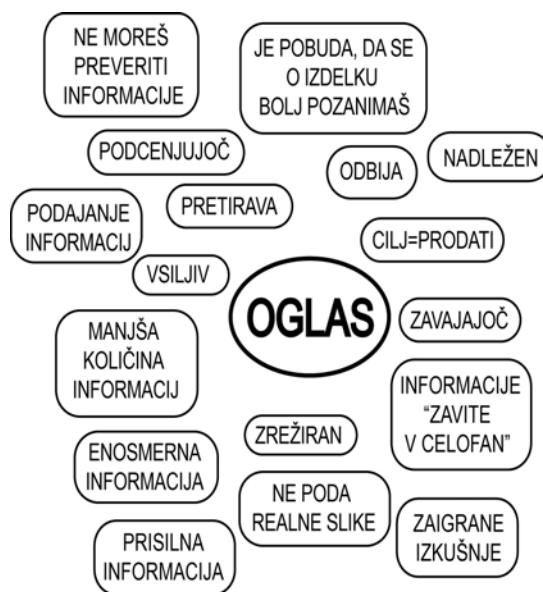 NE MOREŠ
PREVERITI
INFORMACIJE
JE POBUDA, DA SE
O IZDELKU
BOLJ POZANIMAŠ
PODCENJUJOČ
ODBIJA
NADLEŽEN
PODAJANJE
INFORMACIJ
PRETIRAVA
CILJ=PRODATI
VSILJIV
OGLAS
ZAVAJAJOČ
MANJŠA
KOLIČINA
INFORMACIJ
INFORMACIJE
"ZAVITE
V CELOFAN"
ZREŽIRAN
ENOSMERNA
INFORMACIJA
NE PODA
REALNE SLIKE
ZAIGRANE
IZKUŠNJE
PRISILNA
INFORMACIJA